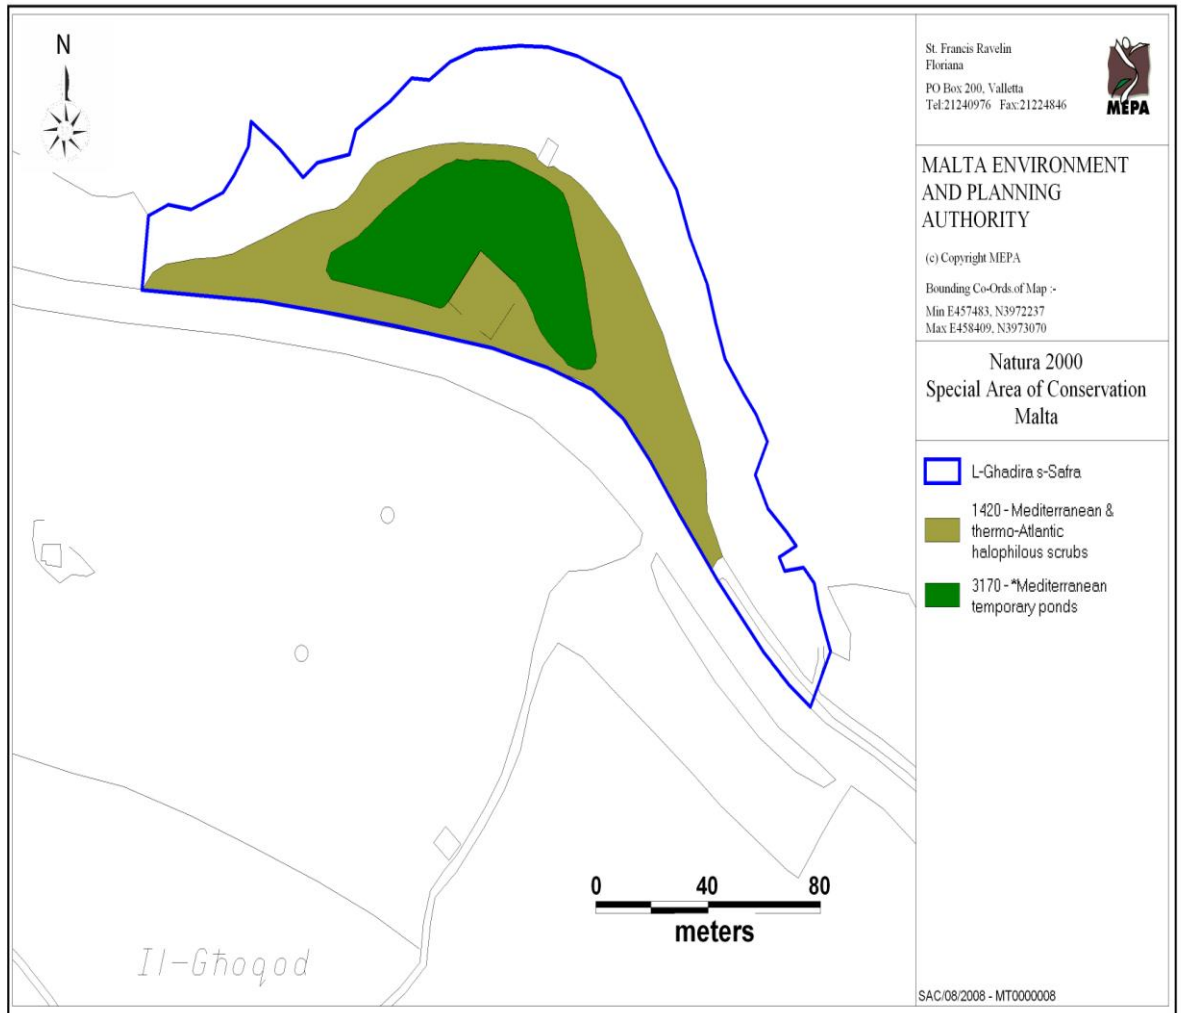 N
St. Francis Ravelin
Floriana
PO Box 200, Valletta
Tel:21240976 Fax:21224846
MEPA
MALTA ENVIRONMENT
AND PLANNING
AUTHORITY
(c) Copyright MEPA
Bounding Co-Ords.of Map :-
Min E457483, N3972237
Max E458409, N3973070
Natura 2000
Special Area of Conservation
Malta
L-Ghadira s-Safra
1420 - Mediterranean &
thermo-Atlantic
halophilous scrubs
3170 - *Mediterranean
temporary ponds
0 40 80
meters
Il-Għoqod
SAC/08/2008 - MT0000008